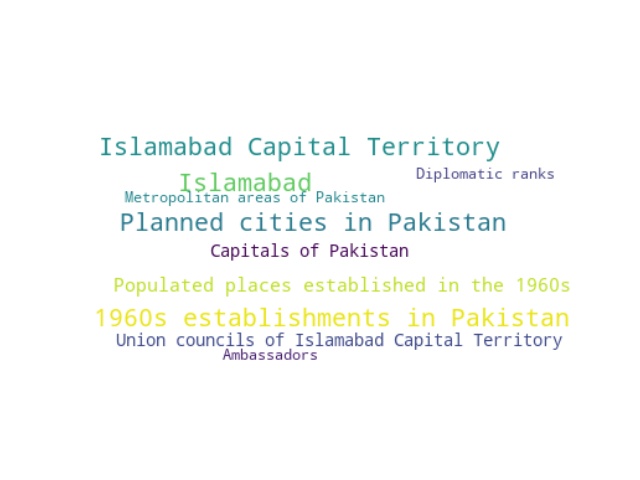 Islamabad Capital Territory
Diplomatic ranks
Islamabad
Metropolitan areas of Pakistan
Planned cities in Pakistan
Capitals of Pakistan
Populated places established in the 1960s
1960s establishments in Pakistan
Union councils of Islamabad Capital Territory
Ambassadors